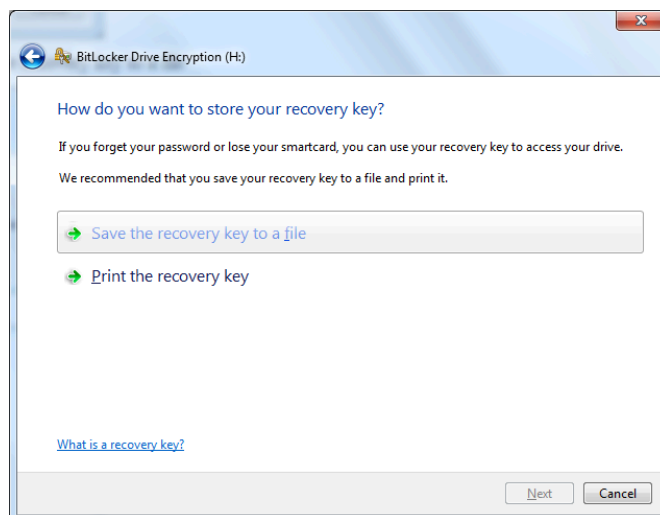 BitLocker Drive Encryption (H:)
How do you want to store your recovery key?
If you forget your password or lose your smartcard, you can use your recovery key to access your drive.
We recommended that you save your recovery key to a file and print it.
Save the recovery key to a file
Print the recovery key
What is a recovery key?
Next
Cancel